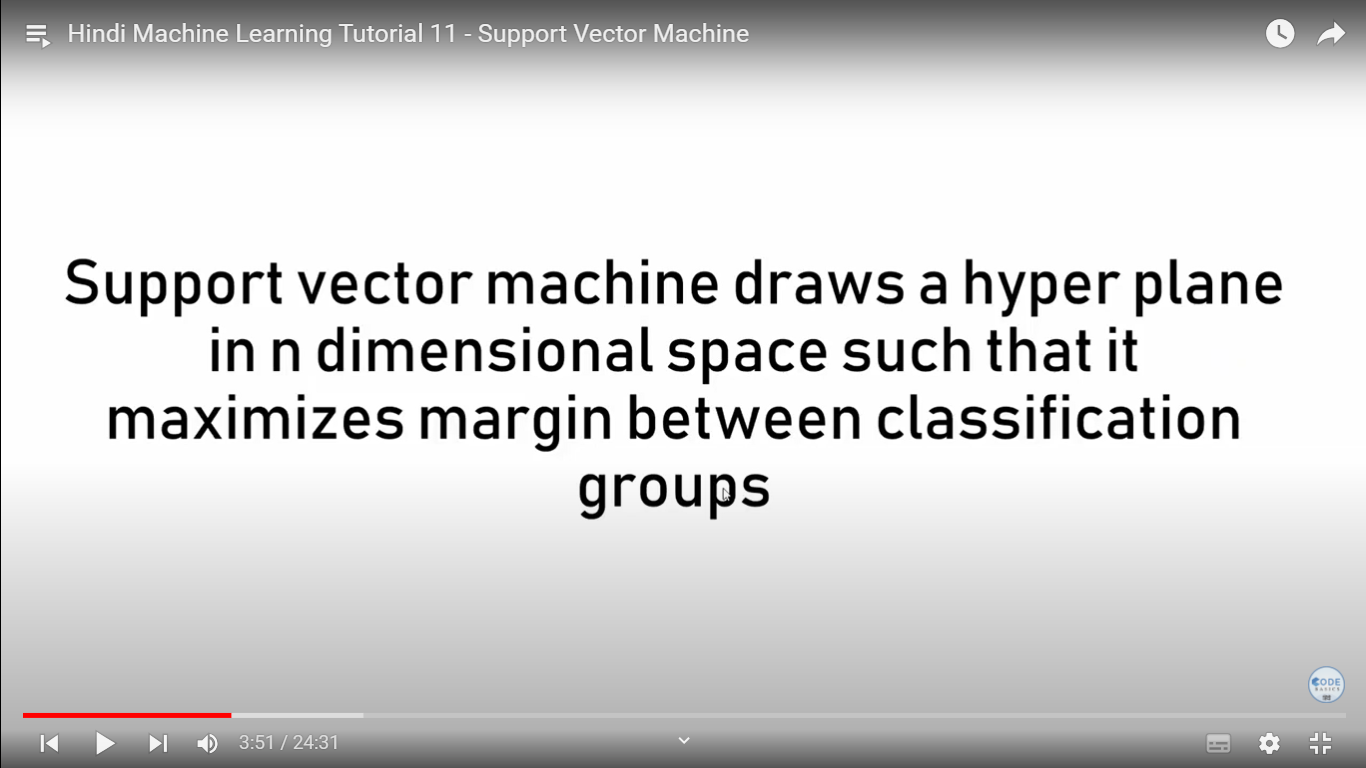 Hindi Machine Learning Tutorial 11 - Support Vector Machine
Support vector machine draws a hyper plane
in n dimensional space such that it
maximizes margin between classification
groups
CODE
BASICS
3:51 / 24:31